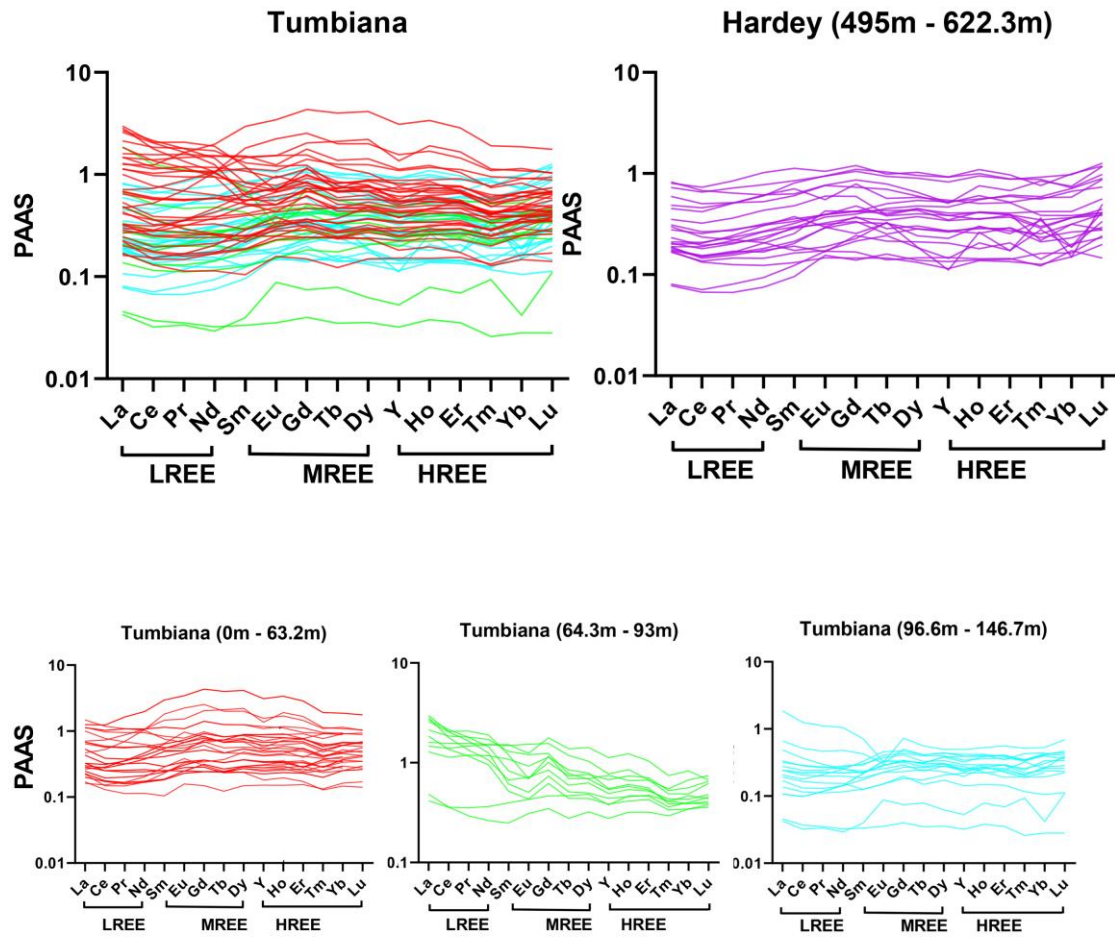 Tumbiana
PAAS
10
1
0.1
0.01
La Ce Pr Nd Sm Eu Gd Tb Dy Y Ho Er Tm Yb Lu
LREE MREE HREE
Hardey (495m - 622.3m)
PAAS
10
1
0.1
0.01
La Ce Pr Nd Sm Eu Gd Tb Dy Y Ho Er Tm Yb Lu
LREE MREE HREE
Tumbiana (0m - 63.2m)
PAAS
10
1
0.1
0.01
La Ce Pr Nd Sm Eu Gd Tb Dy Y Ho Er Tm Yb Lu
LREE MREE HREE
Tumbiana (64.3m - 93m)
10
1
0.1
La Ce Pr Nd Sm Eu Gd Tb Dy Y Ho Er Tm Yb Lu
LREE MREE HREE
Tumbiana (96.6m - 146.7m)
10
1
0.1
0.01
La Ce Pr Nd Sm Eu Gd Tb Dy Y Ho Er Tm Yb Lu
LREE MREE HREE